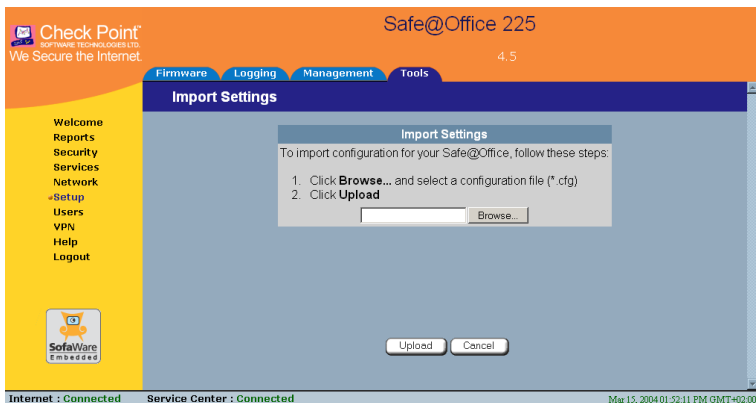 Check Point™
SOFTWARE TECHNOLOGIES LTD.
We Secure the Internet.
Safe@Office 225
4.5
Firmware Logging Management Tools
Import Settings
Welcome
Reports
Security
Services
Network
Setup
Users
VPN
Help
Logout
Import Settings
To import configuration for your Safe@Office, follow these steps:
1. Click Browse... and select a configuration file (*.cfg)
2. Click Upload
Browse...
Upload Cancel
SofaWare
Embedded
Internet : Connected Service Center : Connected Mar 15, 2004 01:52:11 PM GMT+02:00